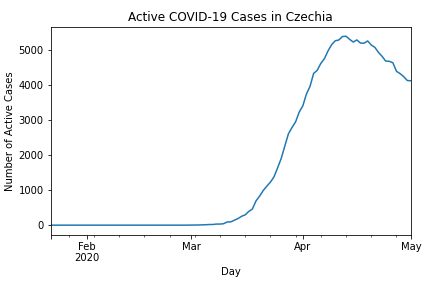 Active COVID-19 Cases in Czechia
Number of Active Cases
5000
4000
3000
2000
1000
0
Feb
2020
Mar
Apr
May
Day